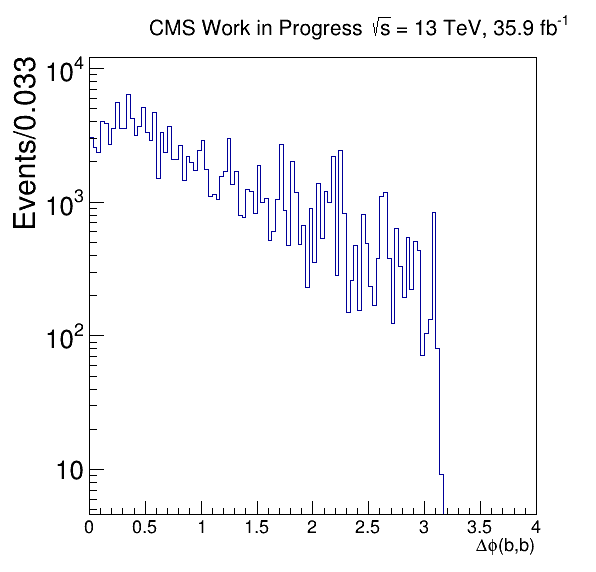 CMS Work in Progress √s = 13 TeV, 35.9 fb⁻¹
Events/0.033
10⁴
10³
10²
10
0 0.5 1 1.5 2 2.5 3 3.5 4
Δϕ(b,b)